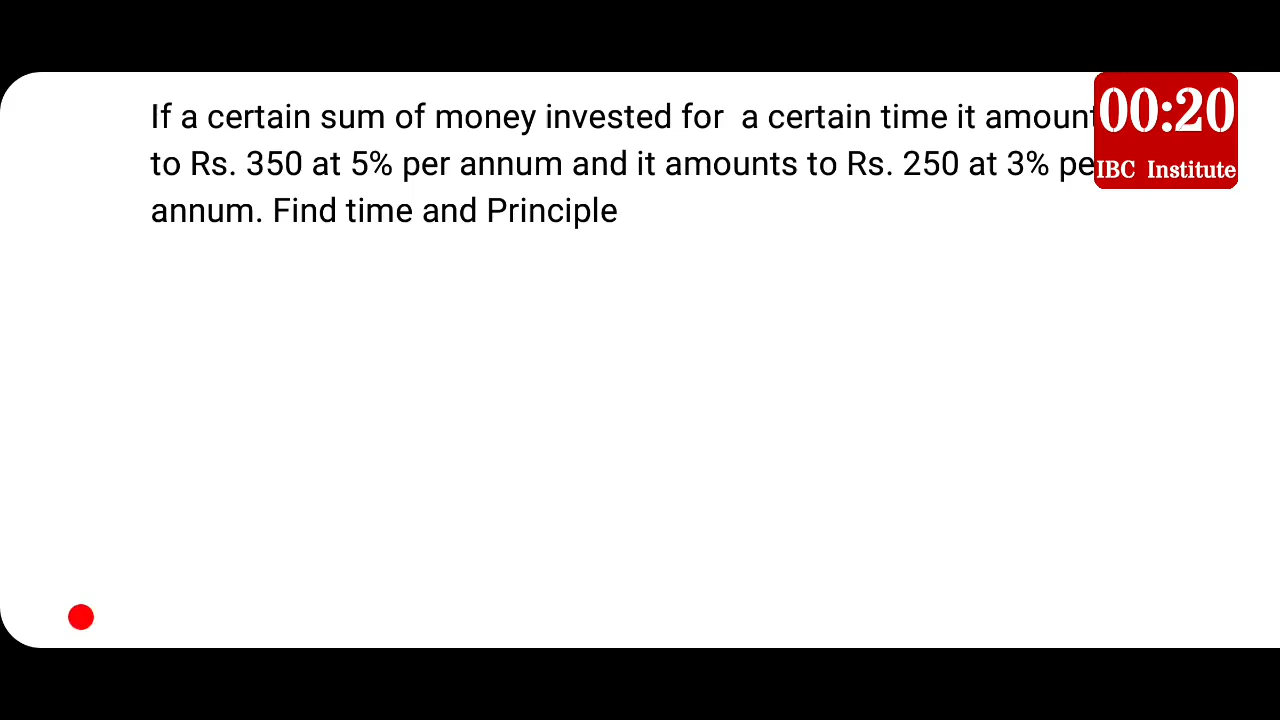 If a certain sum of money invested for  a certain time it amount
00:20
to Rs. 350 at 5% per annum and it amounts to Rs. 250 at 3% pe
IBC Institute
annum. Find time and Principle